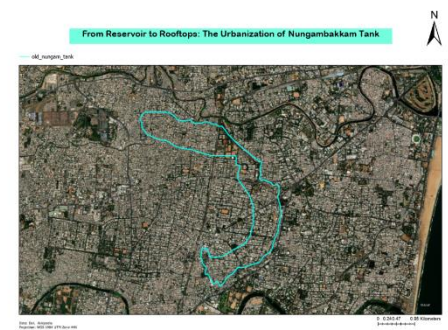 N
From Reservoir to Rooftops: The Urbanization of Nungambakkam Tank
old_nungam_tank
Kilometers